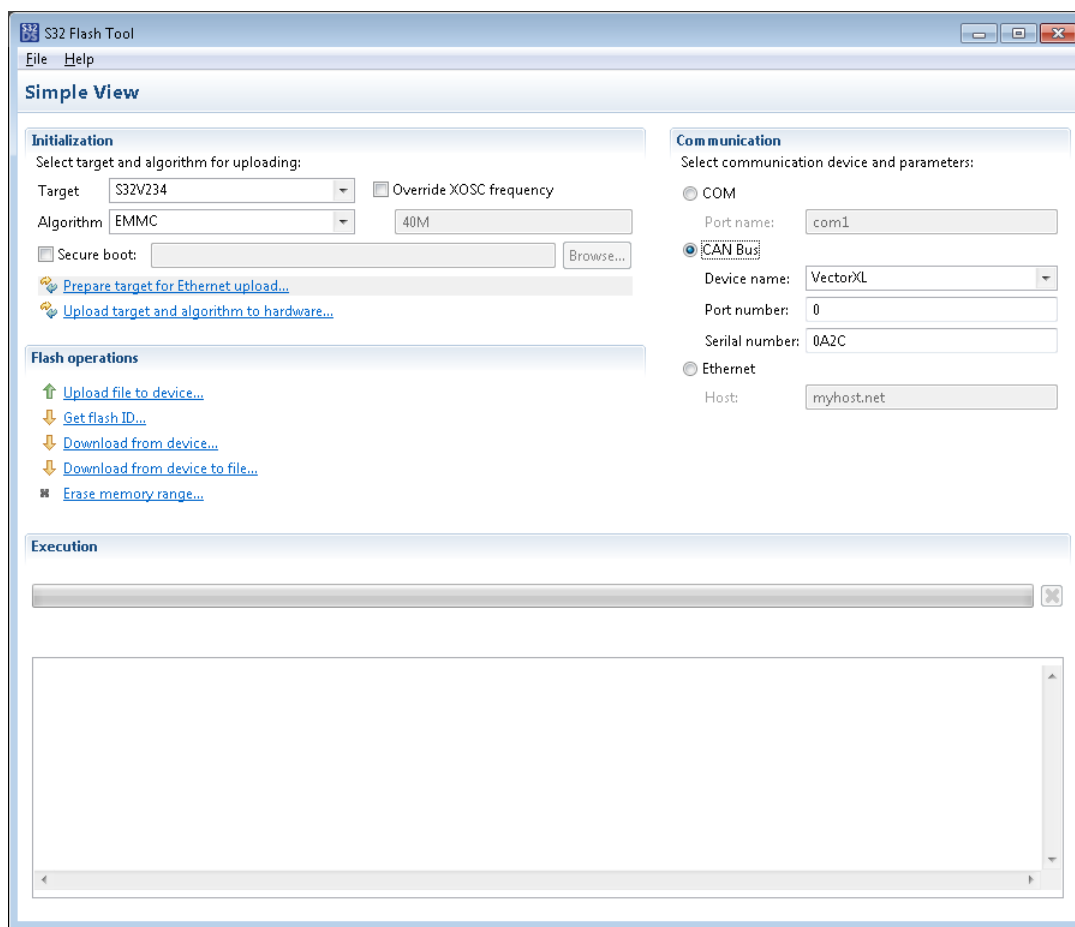 S32 Flash Tool
File Help
Simple View
Initialization
Select target and algorithm for uploading:
Target S32V234 Override XOSC frequency
Algorithm EMMC 40M
Secure boot: Browse...
Prepare target for Ethernet upload...
Upload target and algorithm to hardware...
Flash operations
Upload file to device...
Get flash ID...
Download from device...
Download from device to file...
Erase memory range...
Communication
Select communication device and parameters:
COM
Port name: com1
CAN Bus
Device name: VectorXL
Port number: 0
Serilal number: 0A2C
Ethernet
Host: myhost.net
Execution